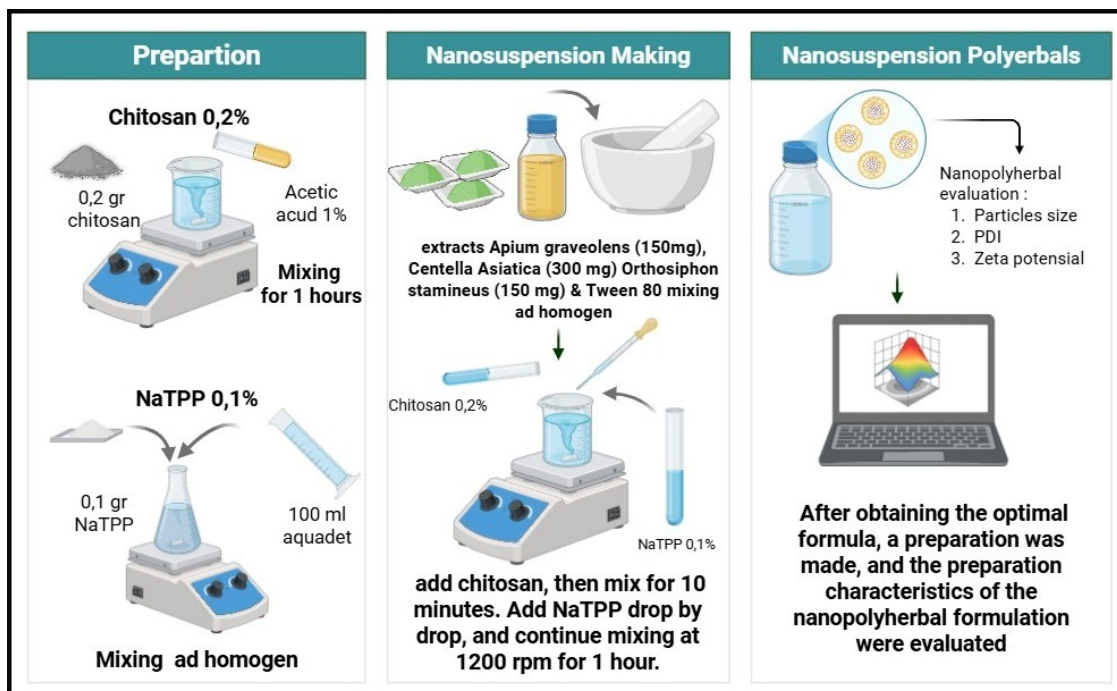 Prepartion
Chitosan 0,2%
0,2 gr
chitosan
Acetic
acud 1%
Mixing
for 1 hours
NaTPP 0,1%
0,1 gr
NaTPP
100 ml
aquadet
Mixing ad homogen
Nanosuspension Making
extracts Apium graveolens (150mg),
Centella Asiatica (300 mg) Orthosiphon
stamineus (150 mg) & Tween 80 mixing
ad homogen
Chitosan 0,2%
NaTPP 0,1%
add chitosan, then mix for 10
minutes. Add NaTPP drop by
drop, and continue mixing at
1200 rpm for 1 hour.
Nanosuspension Polyerbals
Nanopolyherbal
evaluation :
1. Particles size
2. PDI
3. Zeta potensial
After obtaining the optimal
formula, a preparation was
made, and the preparation
characteristics of the
nanopolyherbal formulation
were evaluated